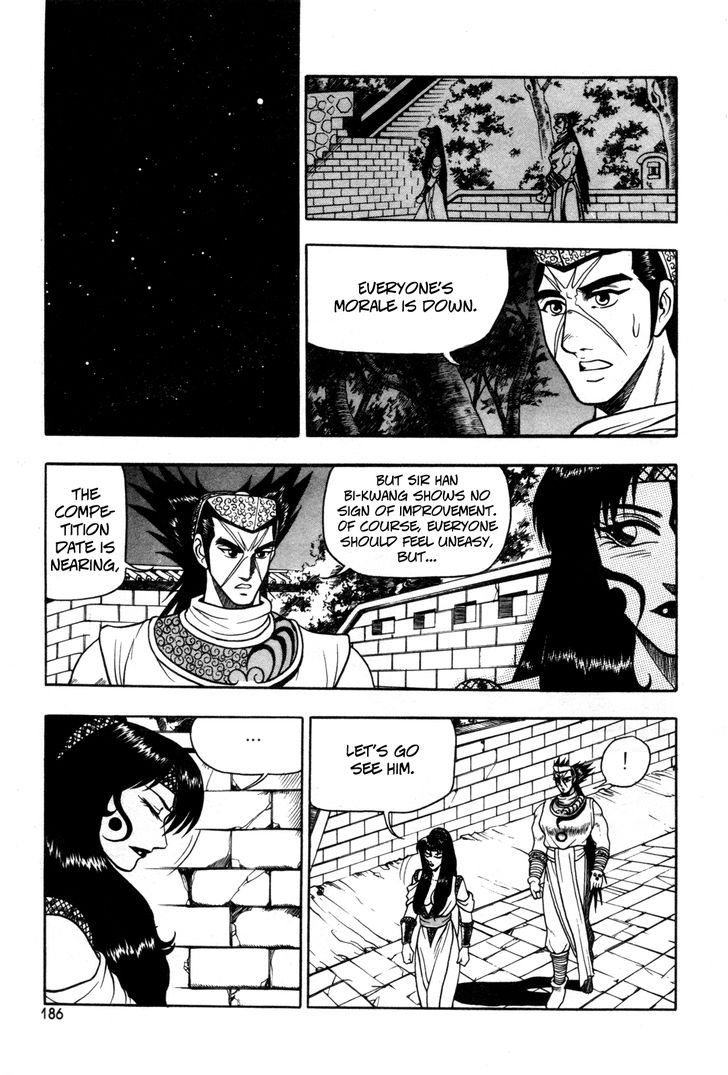 EVERYONE'S
MORALE IS DOWN.
THE
COMPE-
TITION
DATE IS
NEARING,
BUT SIR HAN
BI-KWANG SHOWS NO
SIGN OF IMPROVEMENT.
OF COURSE, EVERYONE
SHOULD FEEL UNEASY,
BUT...
...
LET'S GO
SEE HIM.
!
186